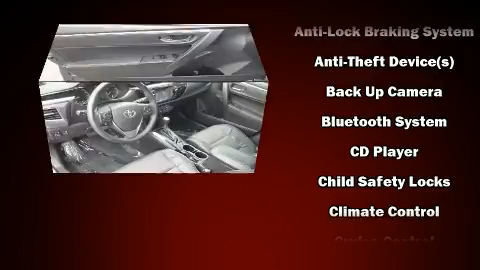 Anti-Lock Braking System
Anti-Theft Device(s)
Back Up Camera
Bluetooth System
CD Player
Child Safety Locks
Climate Control